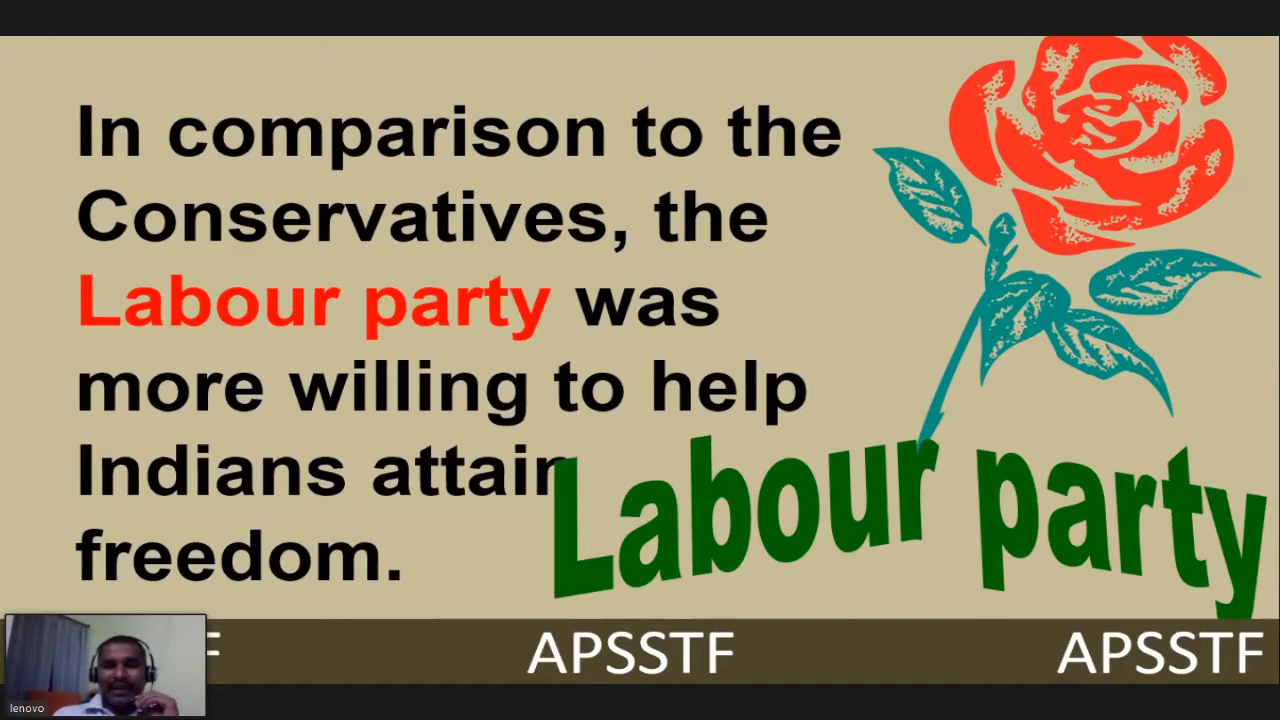 In comparison to the
Conservatives, the
Labour party was
more willing to help
Indians attain
freedom.
Labour party
F
APSSTF
APSSTF
lenovo